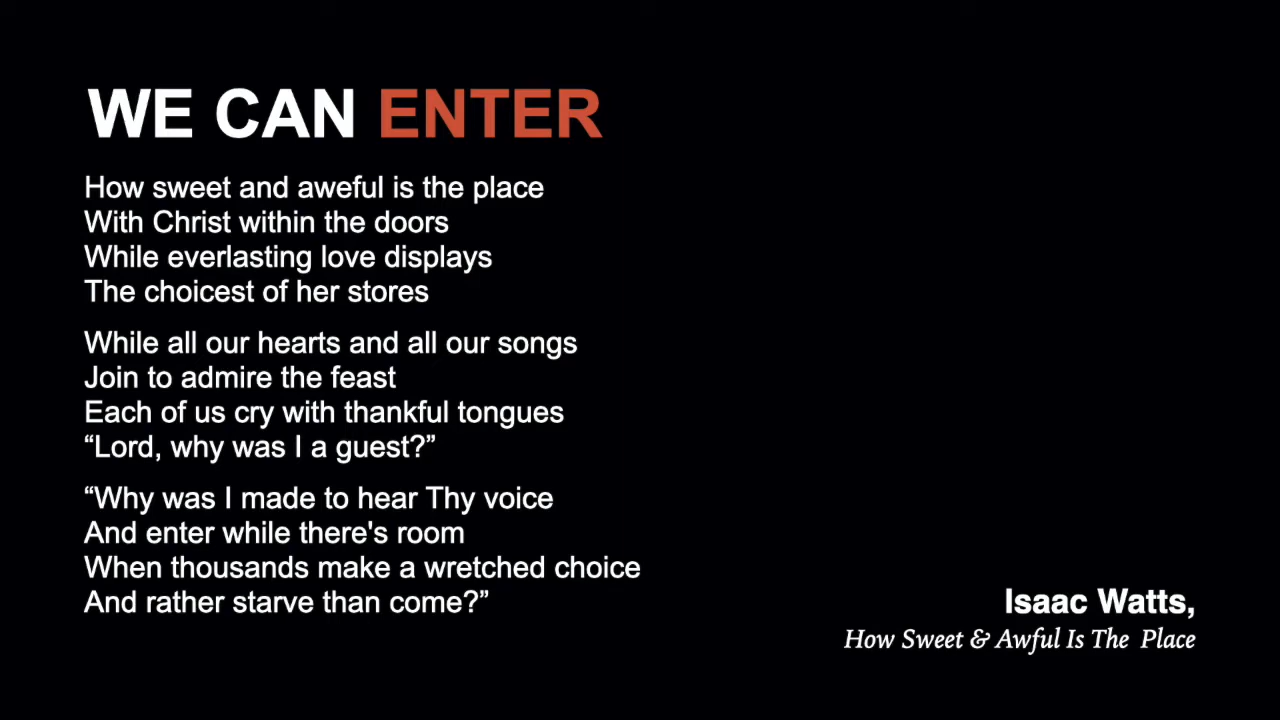 WE CAN ENTER
How sweet and aweful is the place
With Christ within the doors
While everlasting love displays
The choicest of her stores
While all our hearts and all our songs
Join to admire the feast
Each of us cry with thankful tongues
“Lord, why was I a guest?”
“Why was I made to hear Thy voice
And enter while there's room
When thousands make a wretched choice
And rather starve than come?”
Isaac Watts,
How Sweet & Awful Is The Place